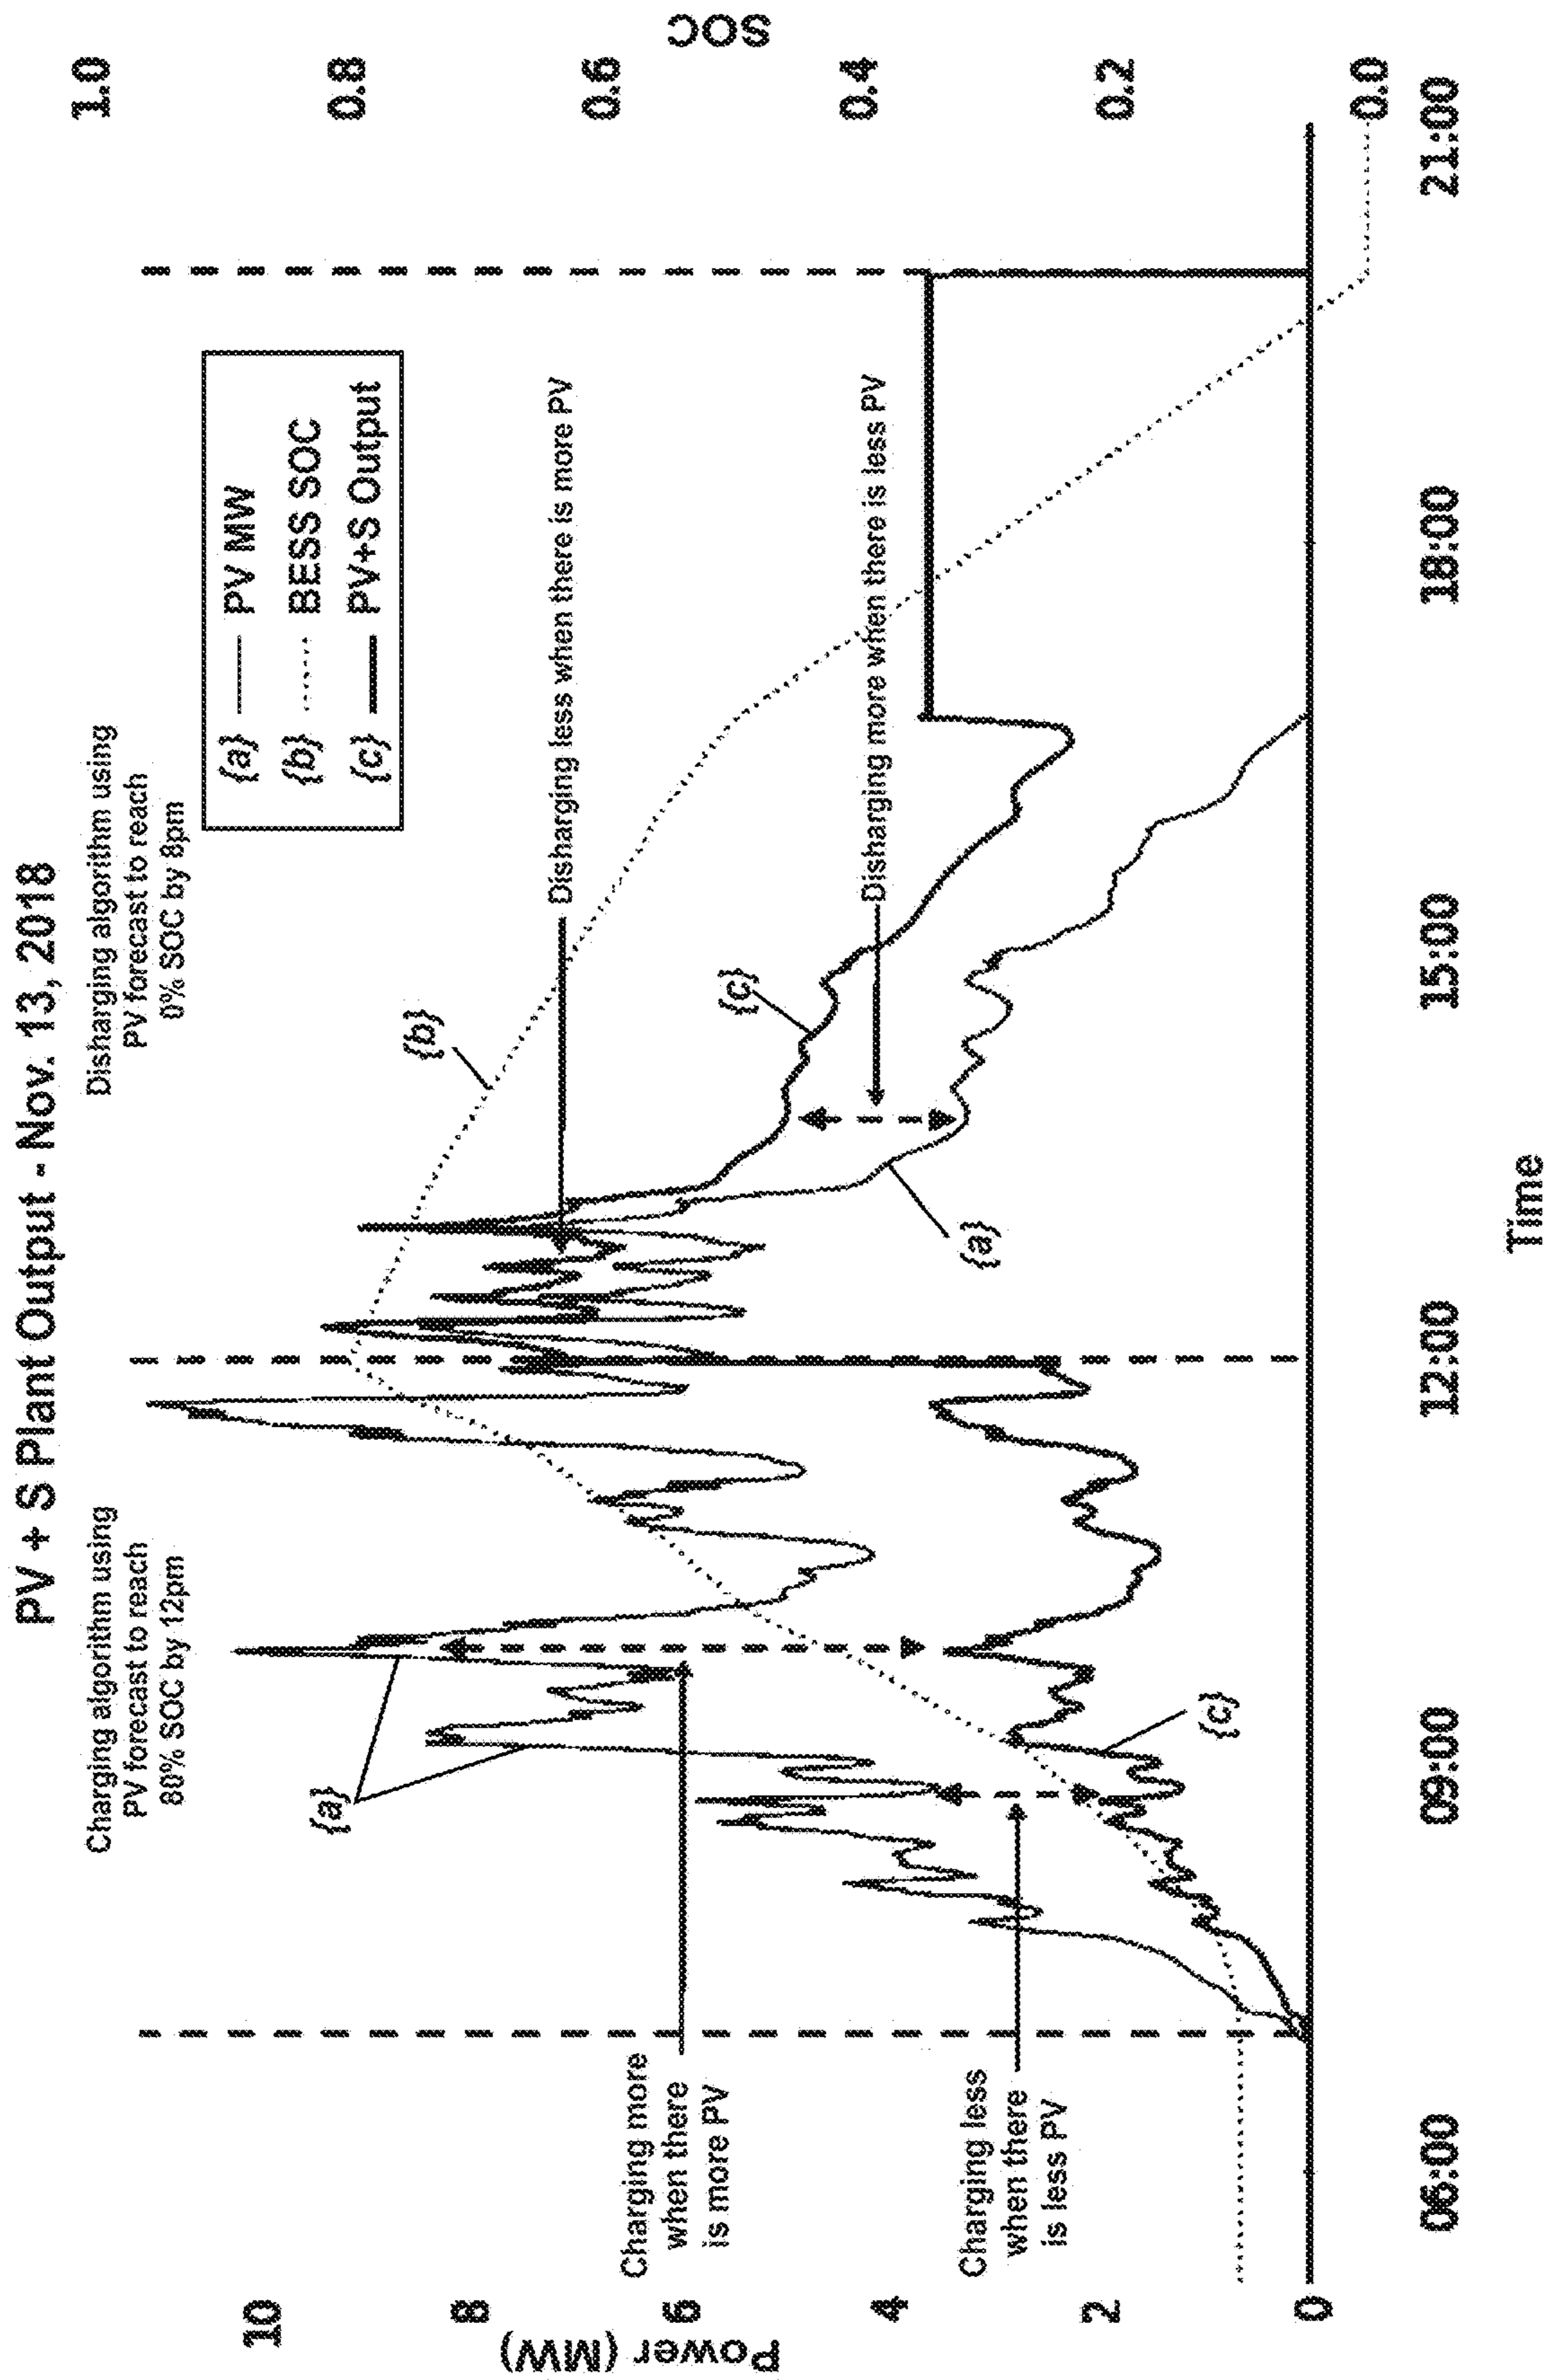 PV + S Plant Output - Nov. 13, 2018
Charging algorithm using
PV forecast to reach
80% SOC by 12pm
Disharging algorithm using
PV forecast to reach
0% SOC by 8pm
{a} PV MW
{b} BESS SOC
{c} PV+S Output
Power (MW)
10
8
6
4
2
0
SOC
1.0
0.8
0.6
0.4
0.2
0.0
Charging more
when there
is more PV
Charging less
when there
is less PV
Disharging less when there is more PV
Disharging more when there is less PV
{a}
{b}
{c}
{a}
{c}
06:00
09:00
12:00
15:00
18:00
21:00
Time